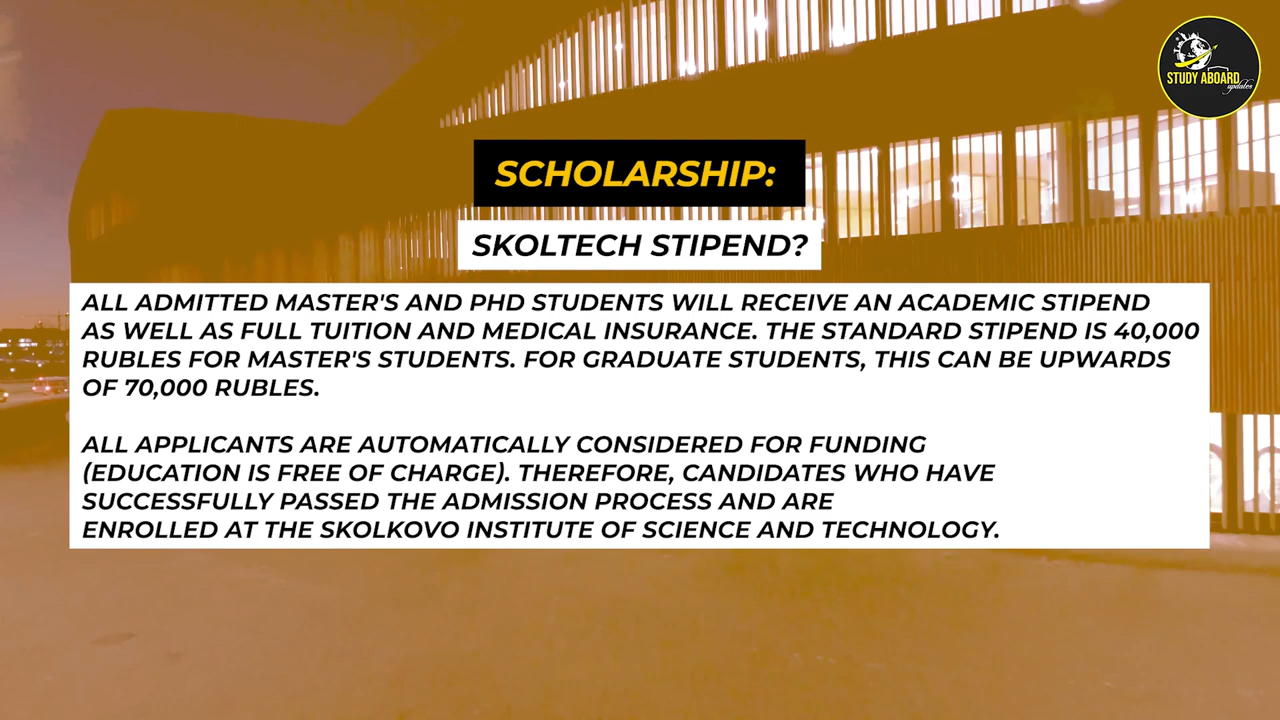 STUDY ABOARD
updates
SCHOLARSHIP:
SKOLTECH STIPEND?
ALL ADMITTED MASTER'S AND PHD STUDENTS WILL RECEIVE AN ACADEMIC STIPEND
AS WELL AS FULL TUITION AND MEDICAL INSURANCE. THE STANDARD STIPEND IS 40,000
RUBLES FOR MASTER'S STUDENTS. FOR GRADUATE STUDENTS, THIS CAN BE UPWARDS
OF 70,000 RUBLES.
ALL APPLICANTS ARE AUTOMATICALLY CONSIDERED FOR FUNDING
(EDUCATION IS FREE OF CHARGE). THEREFORE, CANDIDATES WHO HAVE
SUCCESSFULLY PASSED THE ADMISSION PROCESS AND ARE
ENROLLED AT THE SKOLKOVO INSTITUTE OF SCIENCE AND TECHNOLOGY.